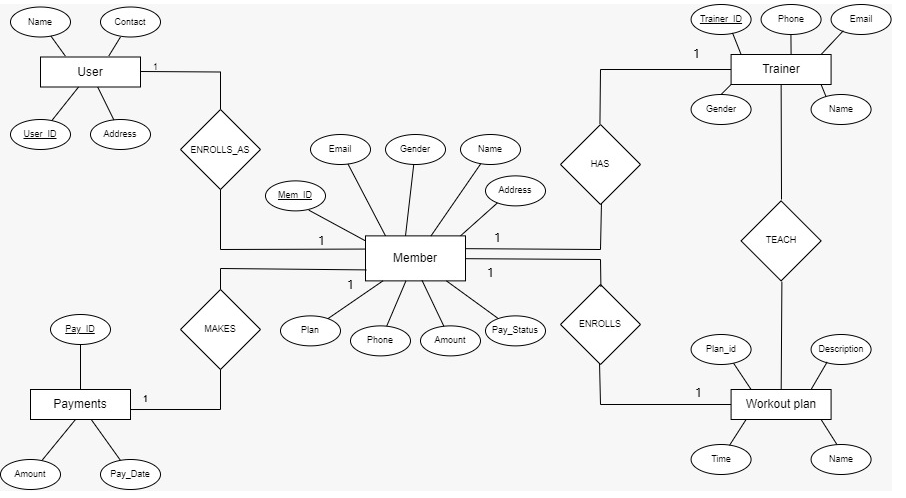 Name
Contact
User
1
User_ID
Address
ENROLLS_AS
Trainer_ID
Phone
Email
1
Trainer
Gender
Name
HAS
Email
Gender
Name
Mem_ID
Address
1
Member
1
1
1
TEACH
Plan
Phone
Amount
Pay_Status
MAKES
ENROLLS
Pay_ID
Payments
1
Amount
Pay_Date
Plan_id
Description
1
Workout plan
Time
Name